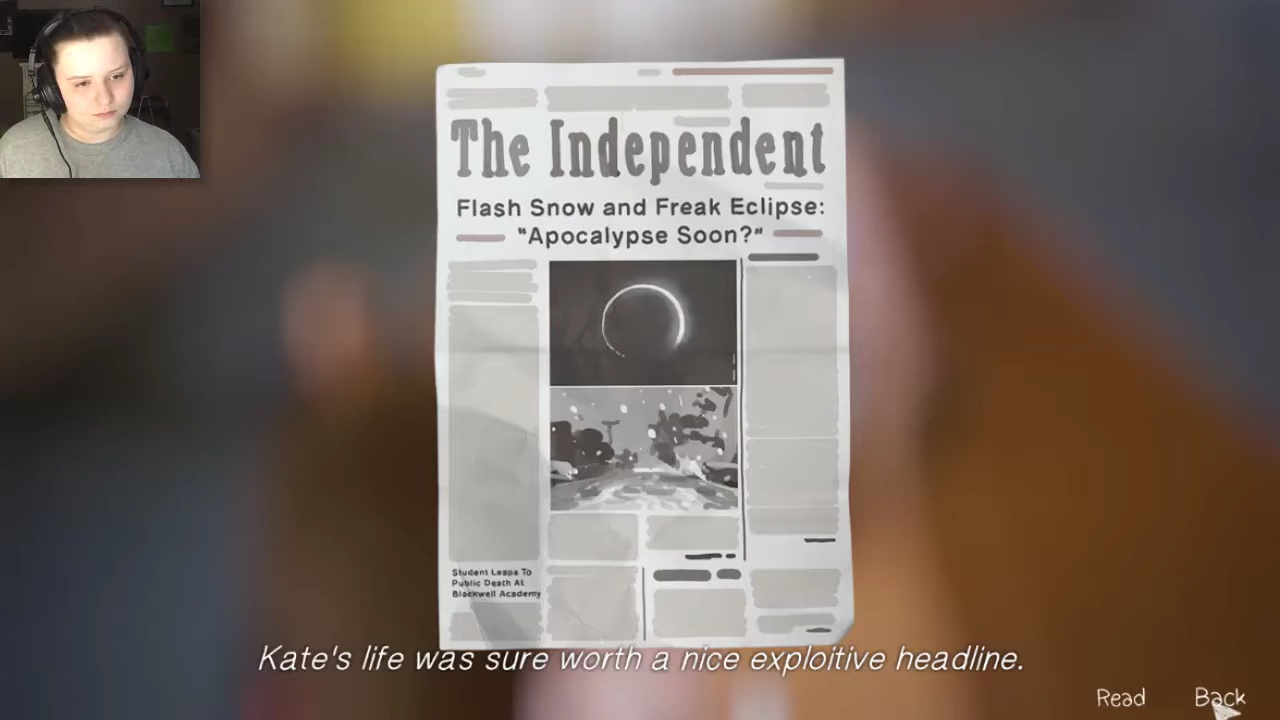 The Independent
Flash Snow and Freak Eclipse:
"Apocalypse Soon?"
Student Leaps To
Public Death At
Blackwell Academy
Kate's life was sure worth a nice exploitive headline.
Read
Back